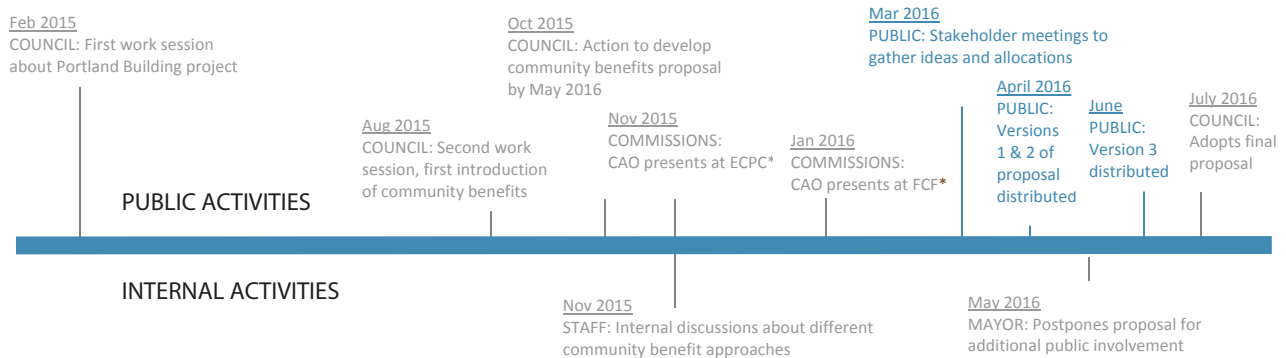 Feb 2015
COUNCIL: First work session
about Portland Building project
Aug 2015
COUNCIL: Second work
session, first introduction
of community benefits
Oct 2015
COUNCIL: Action to develop
community benefits proposal
by May 2016
Nov 2015
COMMISSIONS:
CAO presents at ECPC*
Jan 2016
COMMISSIONS:
CAO presents at FCF*
Mar 2016
PUBLIC: Stakeholder meetings to
gather ideas and allocations
April 2016
PUBLIC:
Versions
1 & 2 of
proposal
distributed
June
PUBLIC:
Version 3
distributed
July 2016
COUNCIL:
Adopts final
proposal
PUBLIC ACTIVITIES
INTERNAL ACTIVITIES
Nov 2015
STAFF: Internal discussions about different
community benefit approaches
May 2016
MAYOR: Postpones proposal for
additional public involvement